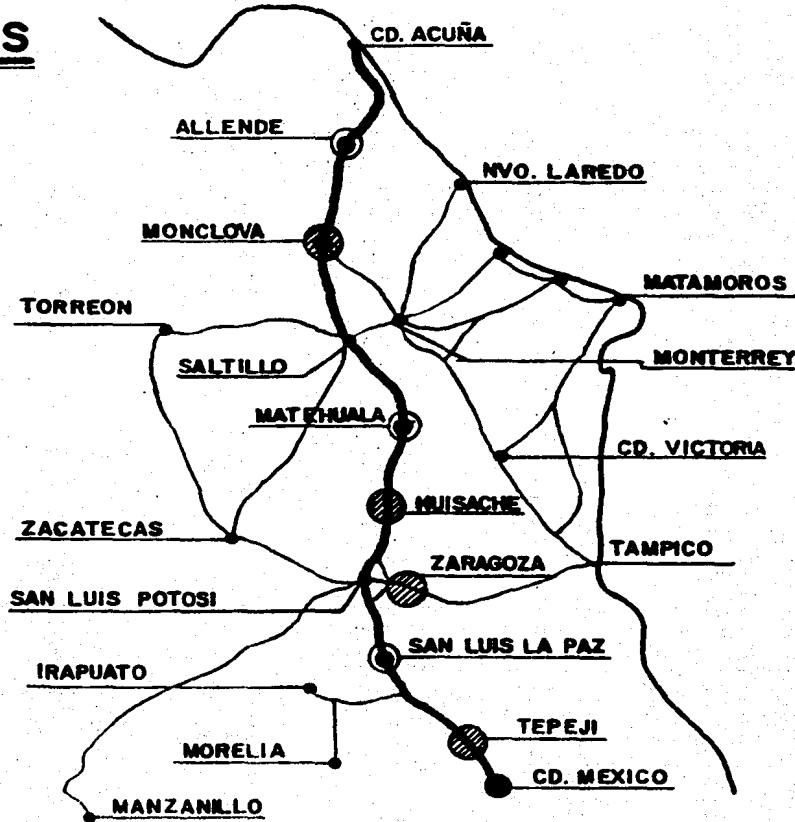 S
CD. ACUÑA
ALLENDE
NVO. LAREDO
MONCLOVA
MATAMOROS
TORREON
SALTILLO
MONTERREY
MATEHUALA
CD. VICTORIA
HUISACHE
ZACATECAS
ZARAGOZA
TAMPICO
SAN LUIS POTOSI
SAN LUIS LA PAZ
IRAPUATO
TEPEJI
MORELIA
CD. MEXICO
MANZANILLO